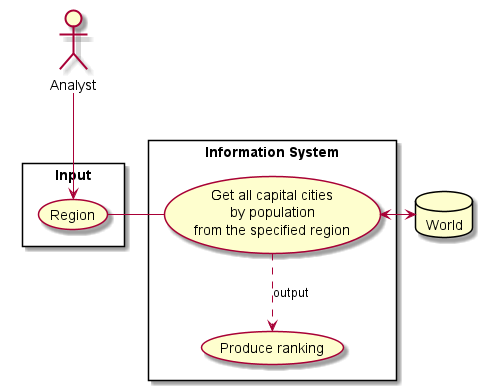 Analyst
Input
Region
Information System
Get all capital cities
by population
from the specified region
World
output
Produce ranking